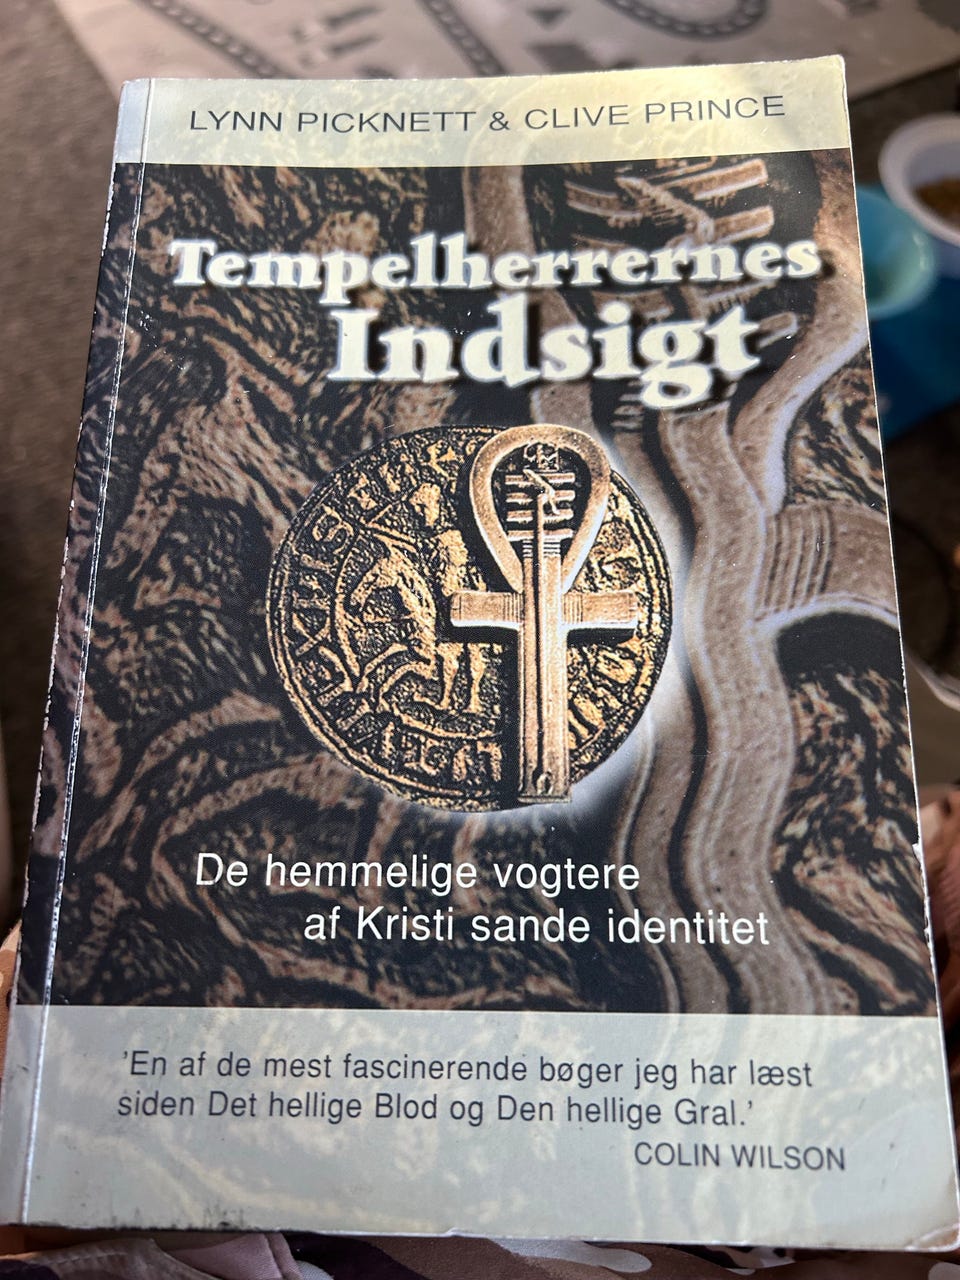 LYNN PICKNETT & CLIVE PRINCE
Tempelherrernes
Indsigt
De hemmelige vogtere
af Kristi sande identitet
’En af de mest fascinerende bøger jeg har læst
siden Det hellige Blod og Den hellige Gral.’
COLIN WILSON